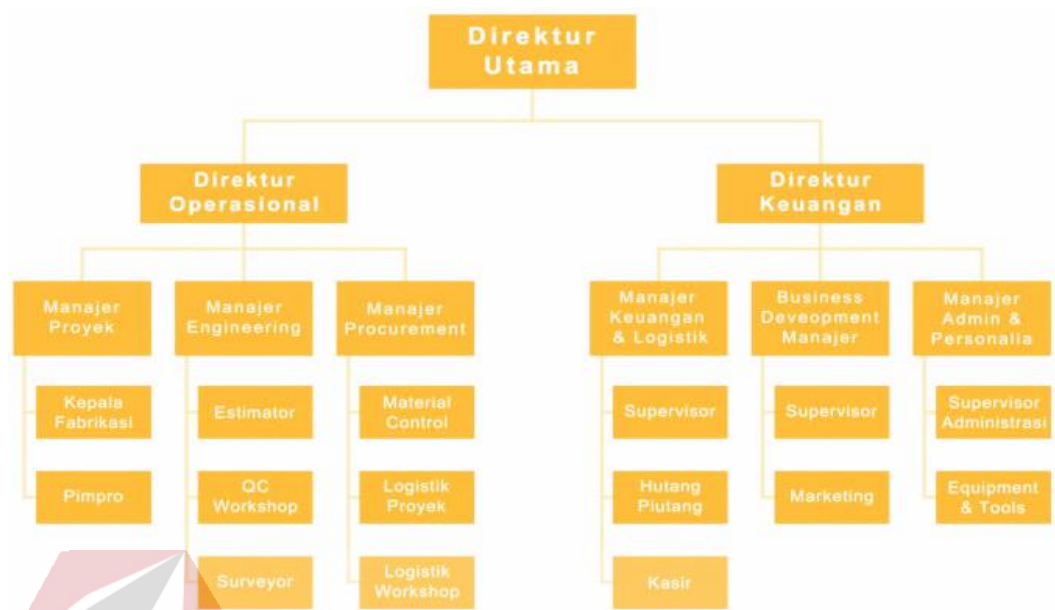 Direktur
Utama
Direktur
Operasional
Direktur
Keuangan
Manajer
Proyek
Manajer
Engineering
Manajer
Procurement
Manajer
Keuangan
& Logistik
Business
Deveopment
Manajer
Manajer
Admin &
Personalia
Kepala
Fabrikasi
Estimator
Material
Control
Supervisor
Supervisor
Supervisor
Administrasi
Pimpro
QC
Workshop
Logistik
Proyek
Hutang
Piutang
Marketing
Equipment
& Tools
Surveyor
Logistik
Workshop
Kasir